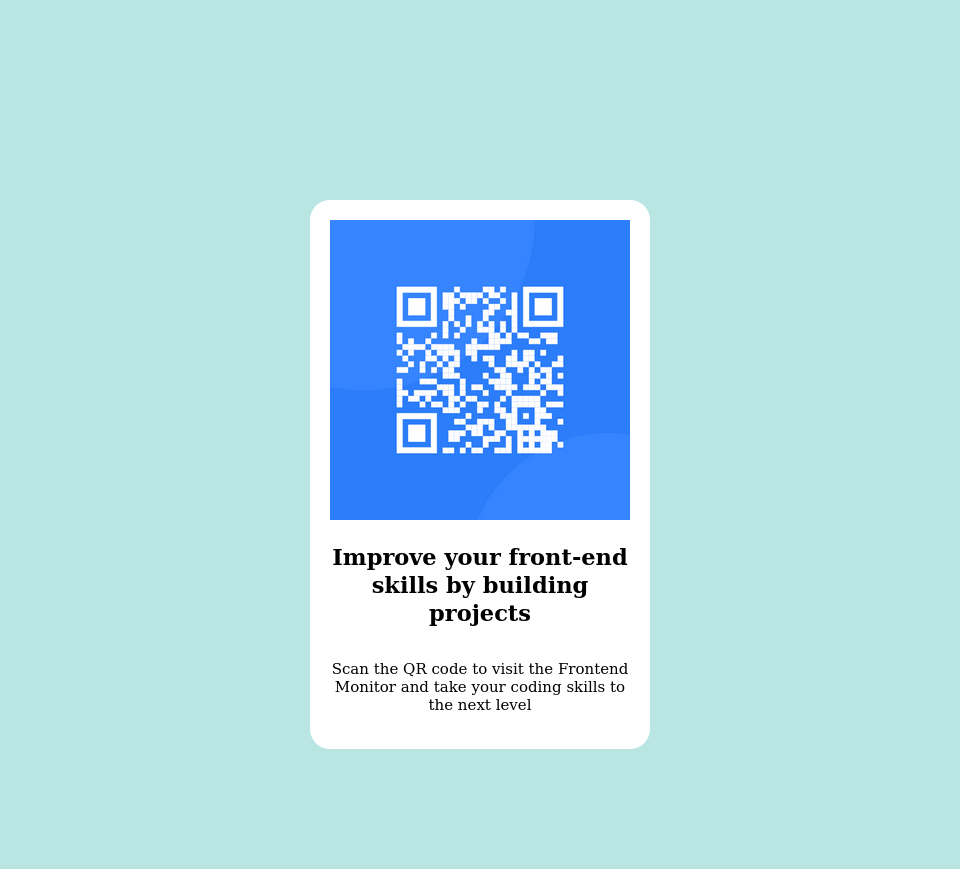 Improve your front-end
skills by building
projects
Scan the QR code to visit the Frontend
Monitor and take your coding skills to
the next level